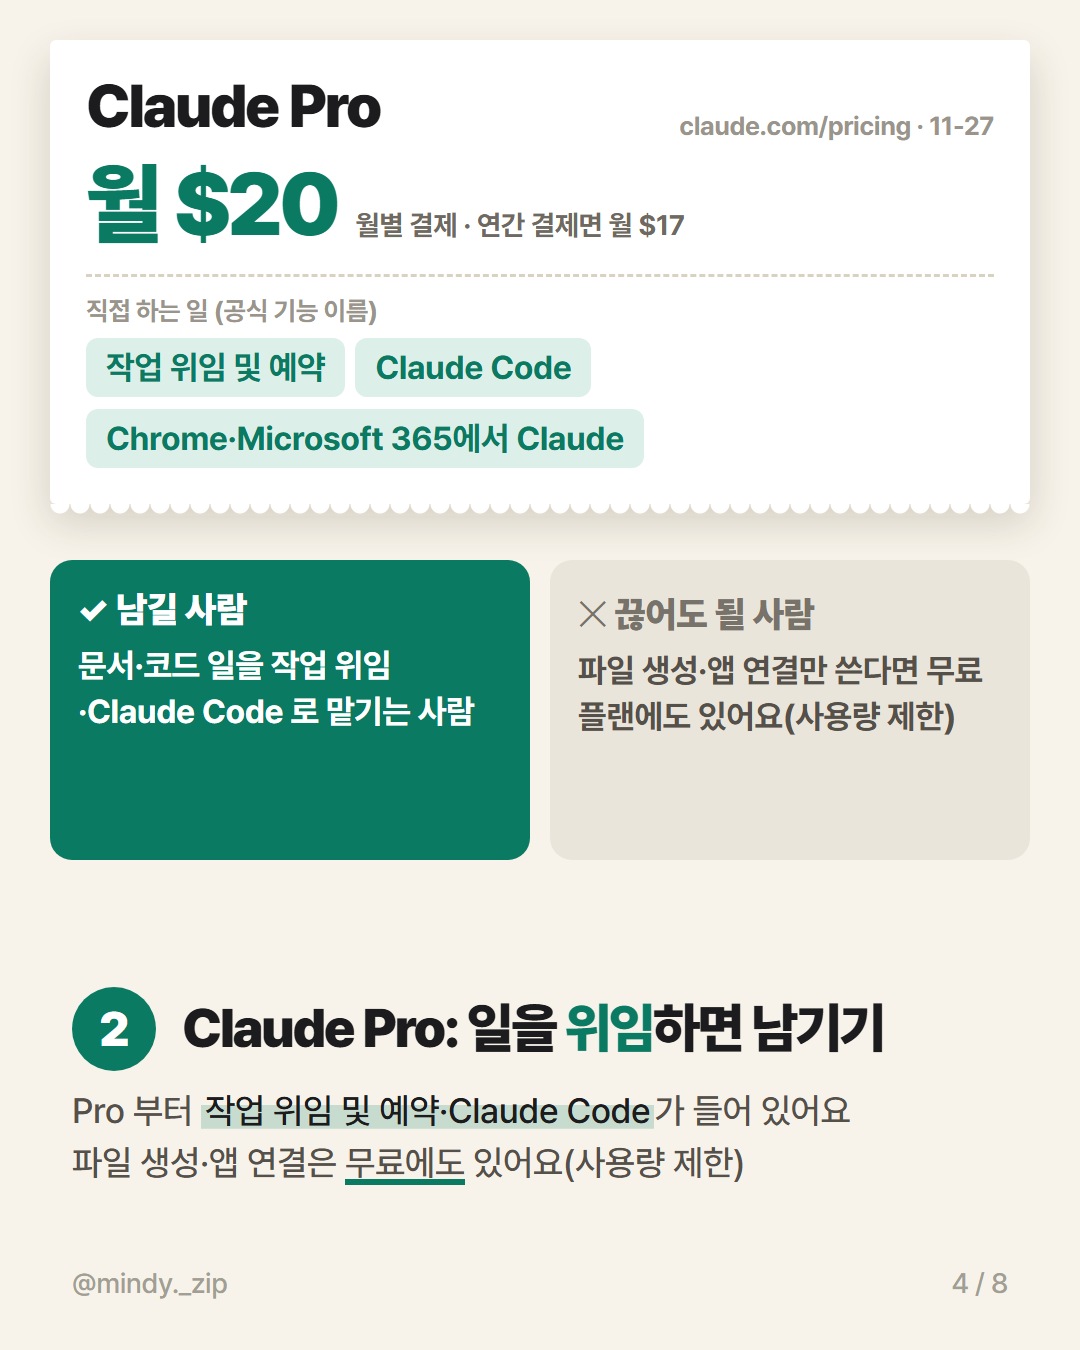 Claude Pro
claude.com/pricing · 11-27
월 $20 월별 결제 · 연간 결제면 월 $17
직접 하는 일 (공식 기능 이름)
작업 위임 및 예약 Claude Code
Chrome·Microsoft 365에서 Claude
✓ 남길 사람
문서·코드 일을 작업 위임
·Claude Code 로 맡기는 사람
✕ 끊어도 될 사람
파일 생성·앱 연결만 쓴다면 무료
플랜에도 있어요(사용량 제한)
2 Claude Pro: 일을 위임하면 남기기
Pro 부터 작업 위임 및 예약·Claude Code가 들어 있어요
파일 생성·앱 연결은 무료에도 있어요(사용량 제한)
@mindy._zip
4 / 8